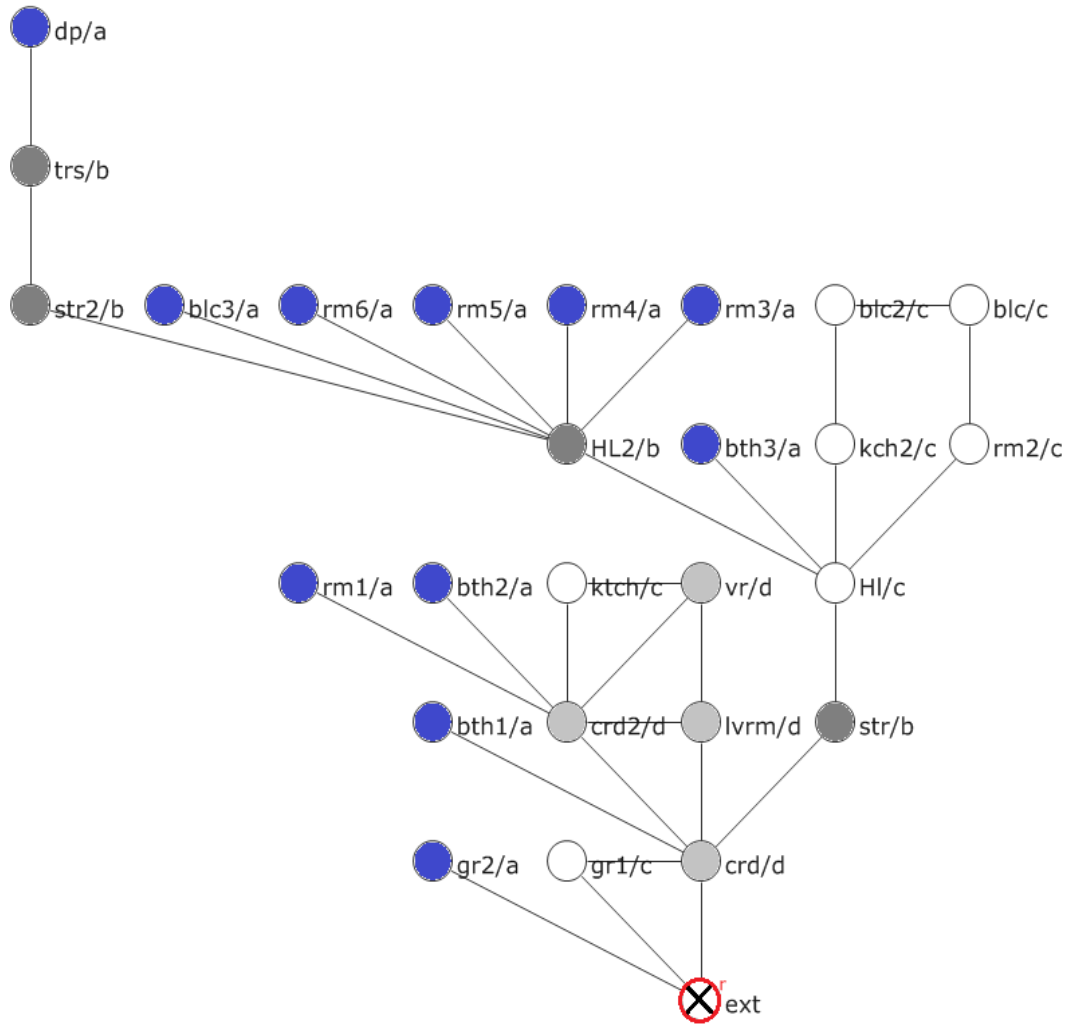 dp/a
trs/b
str2/b blc3/a rm6/a rm5/a rm4/a rm3/a blc2/c blc/c
HL2/b bth3/a kch2/c rm2/c
rm1/a bth2/a ktch/c vr/d Hl/c
bth1/a crd2/d lvrm/d str/b
gr2/a gr1/c crd/d
r
ext